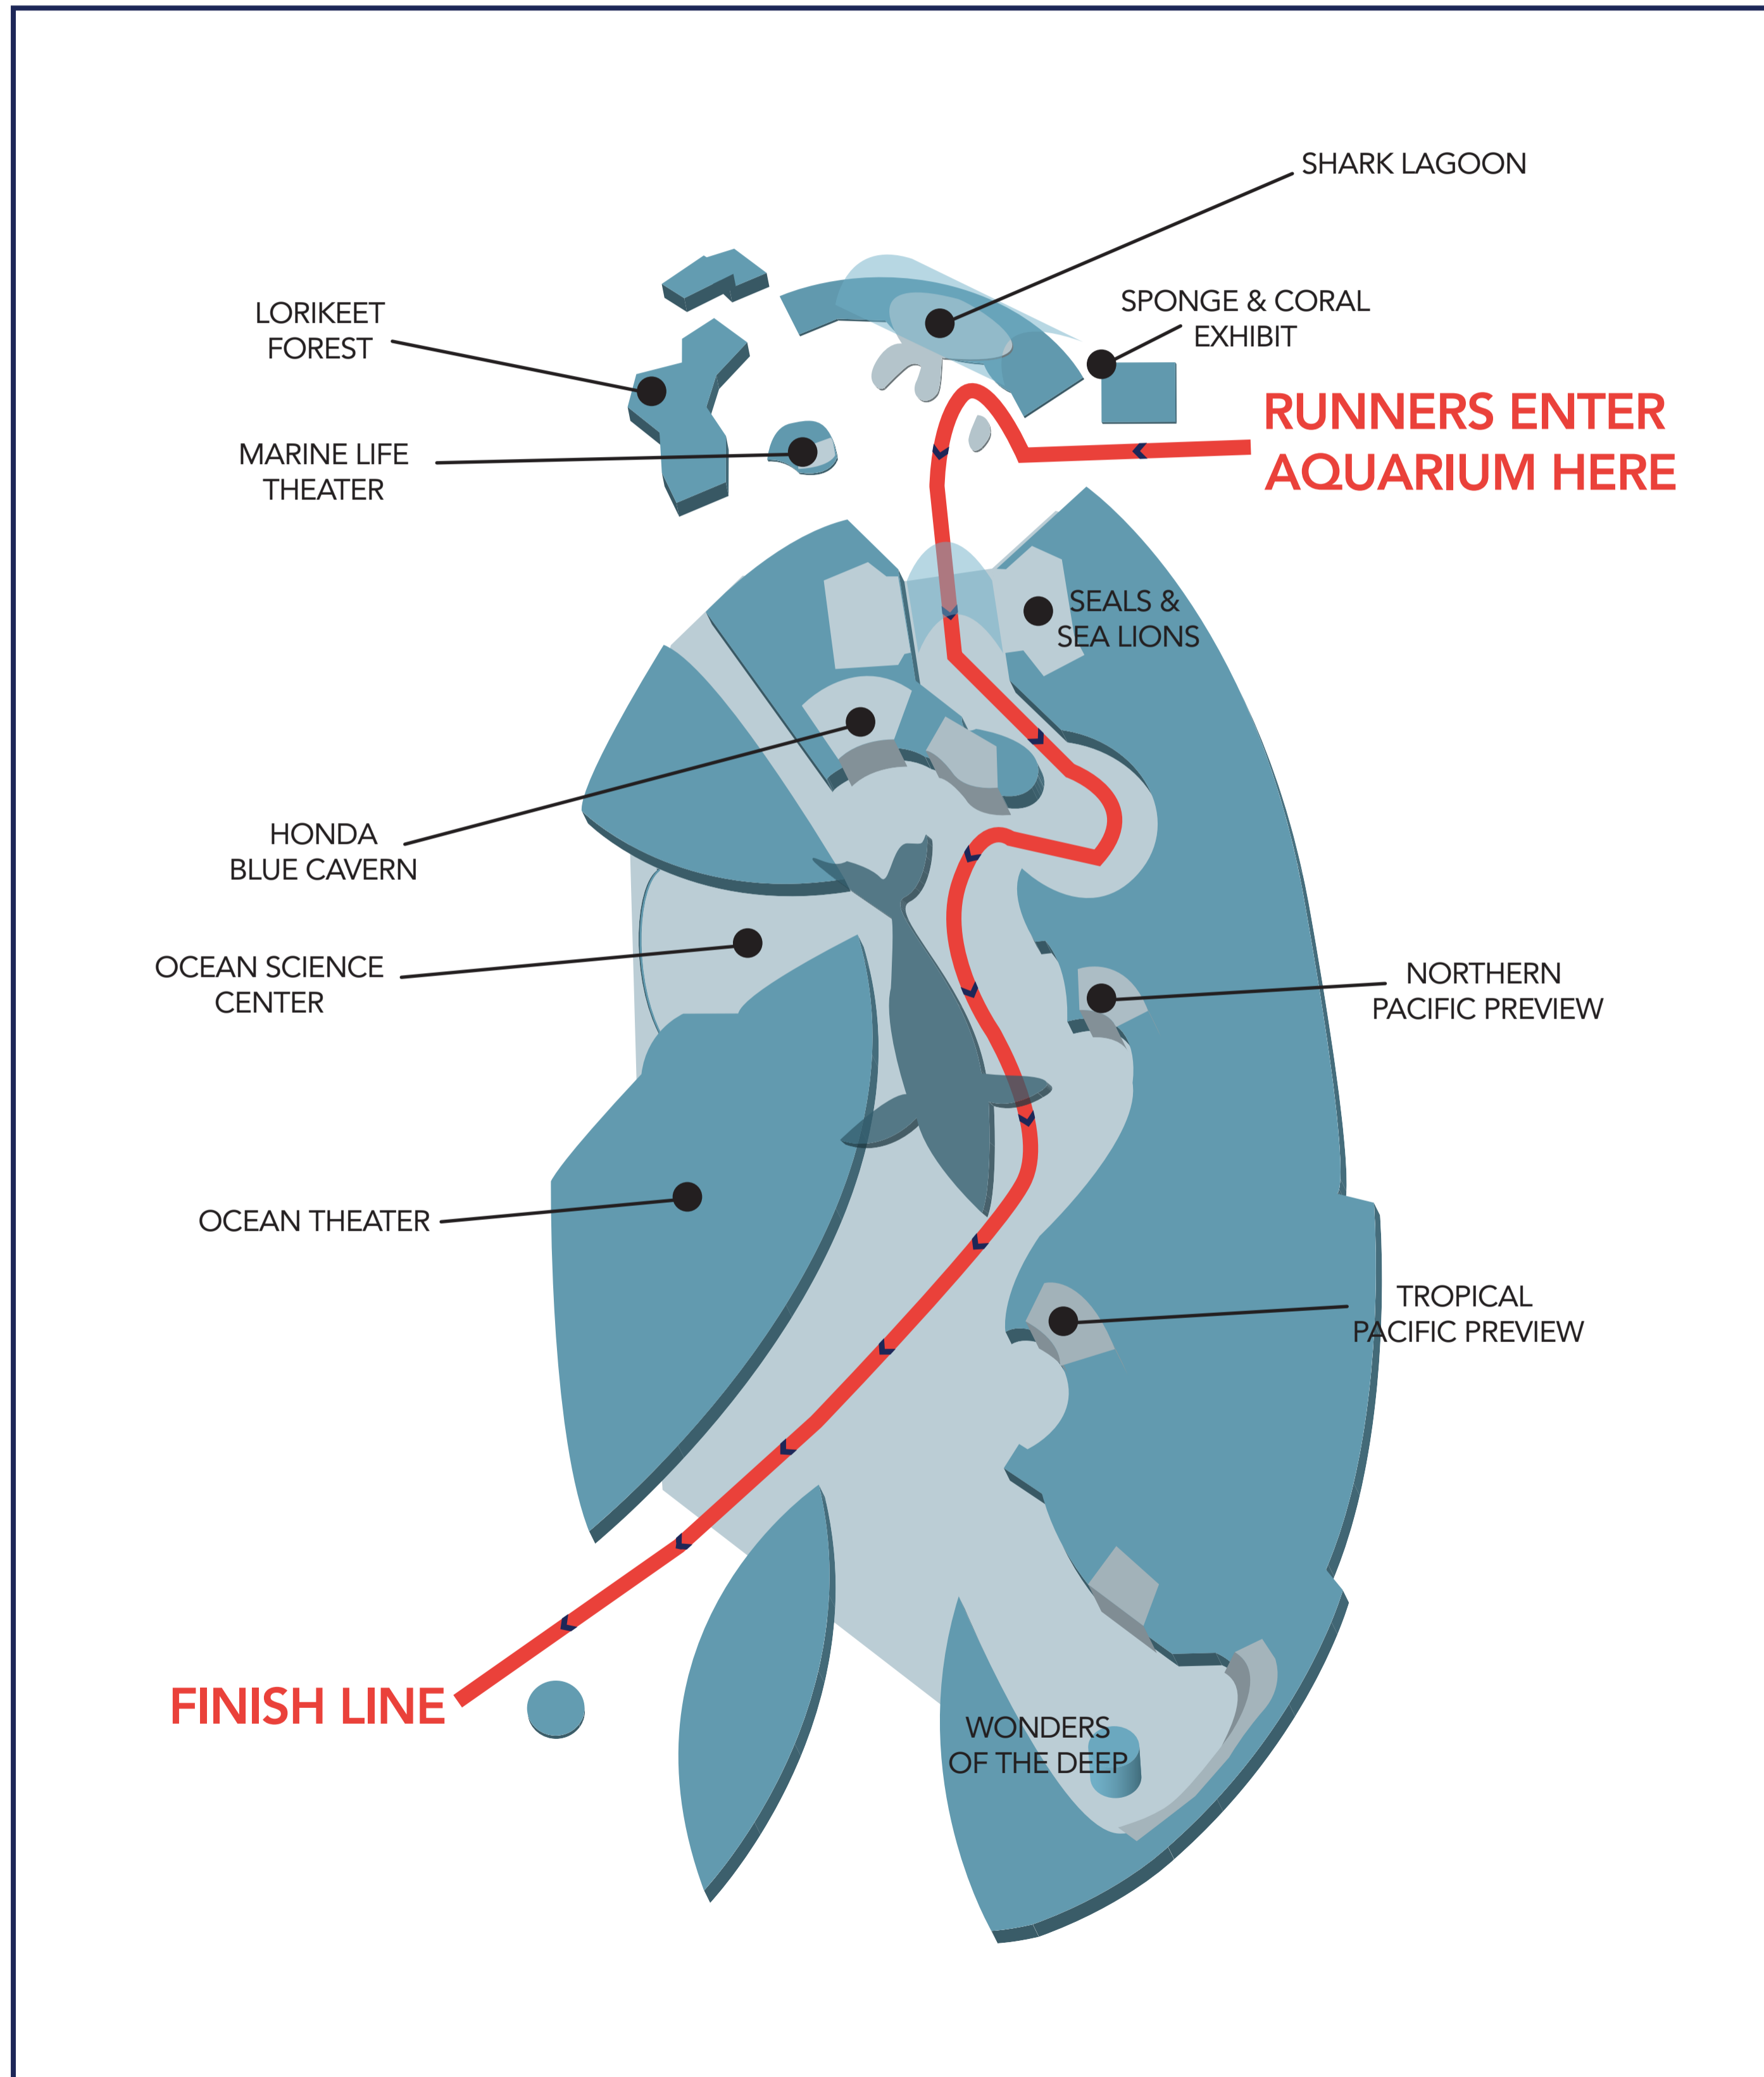 SHARK LAGOON
SPONGE & CORAL
EXHIBIT
LORIKEET
FOREST
RUNNERS ENTER
AQUARIUM HERE
MARINE LIFE
THEATER
SEALS &
SEA LIONS
HONDA
BLUE CAVERN
OCEAN SCIENCE
CENTER
NORTHERN
PACIFIC PREVIEW
OCEAN THEATER
TROPICAL
PACIFIC PREVIEW
FINISH LINE
WONDERS
OF THE DEEP